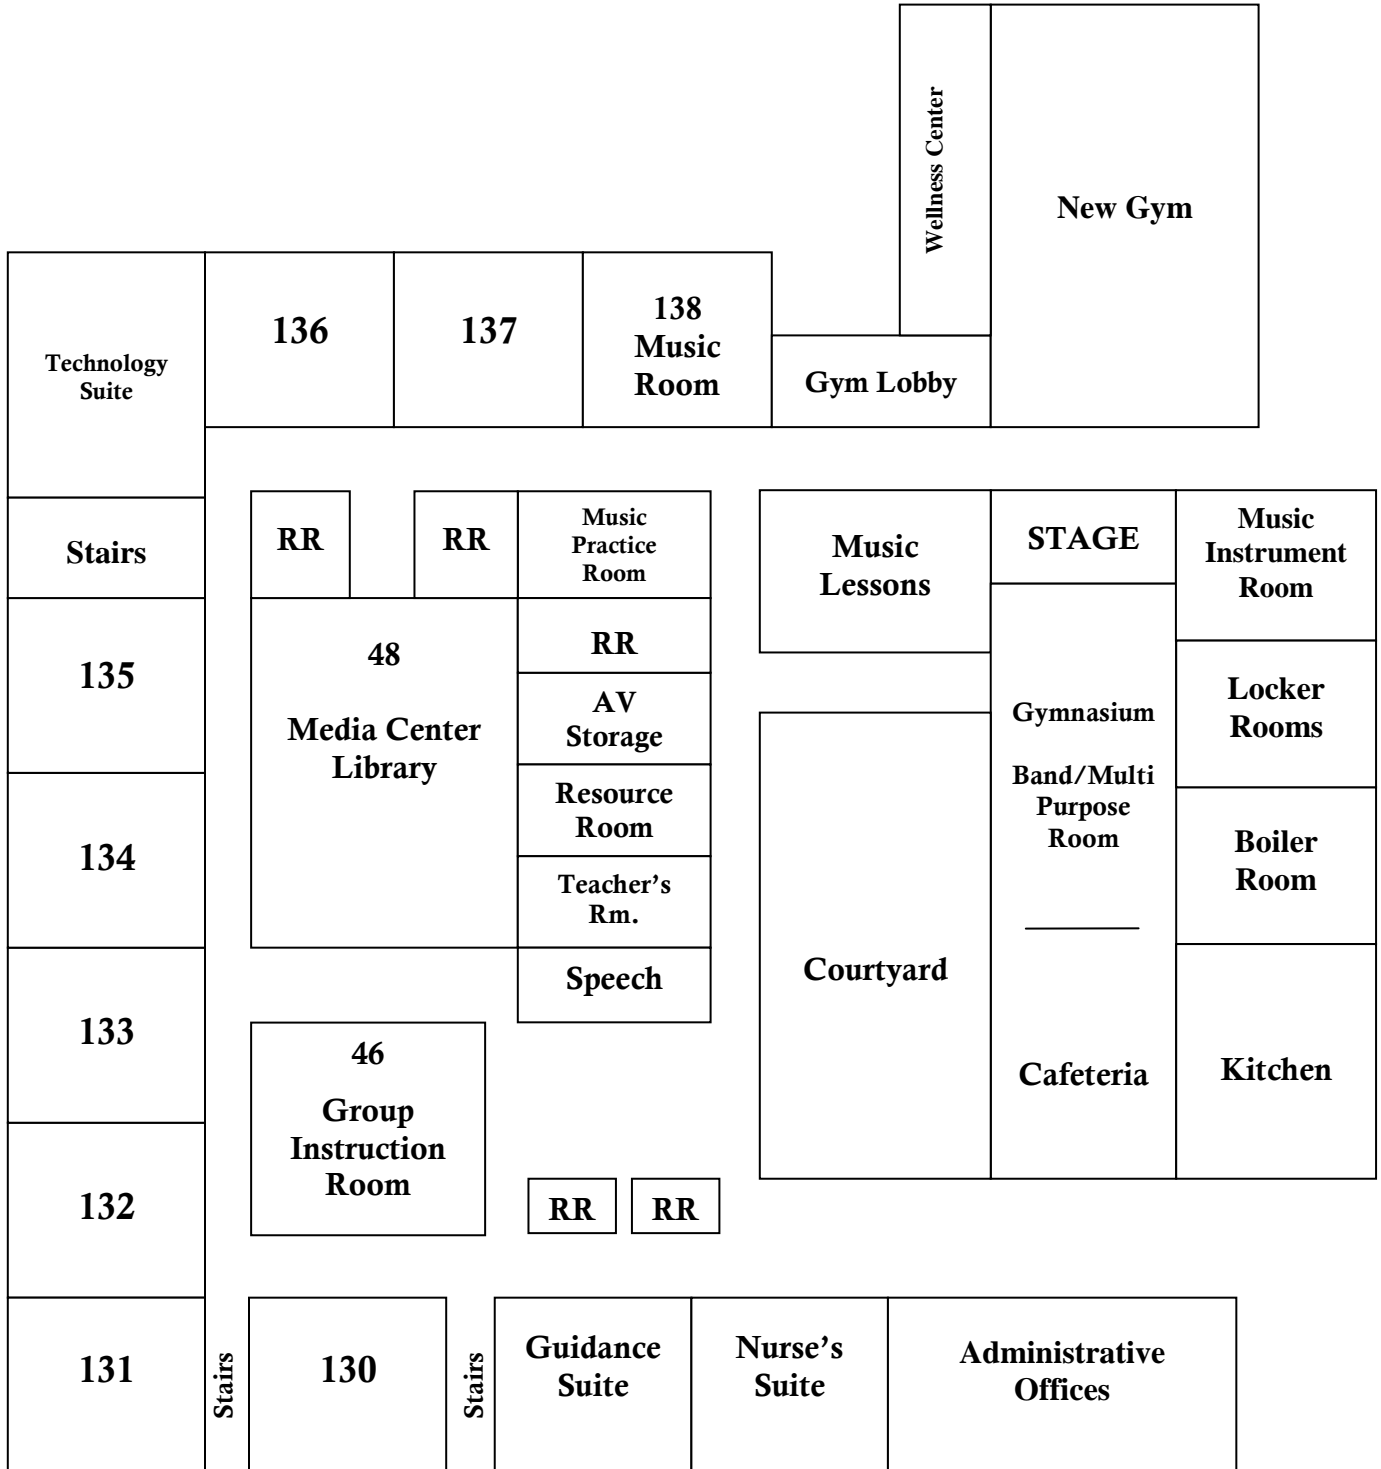 Wellness Center
New Gym
136
137
138
Music
Room
Technology
Suite
Gym Lobby
Stairs
RR
RR
Music
Practice
Room
Music
Lessons
STAGE
Music
Instrument
Room
135
48
Media Center
Library
RR
AV
Storage
Resource
Room
Teacher’s
Rm.
Speech
Gymnasium
Band/Multi
Purpose
Room
Locker
Rooms
134
Boiler
Room
Courtyard
133
46
Group
Instruction
Room
Cafeteria
Kitchen
132
RR
RR
131
Stairs
130
Stairs
Guidance
Suite
Nurse’s
Suite
Administrative
Offices